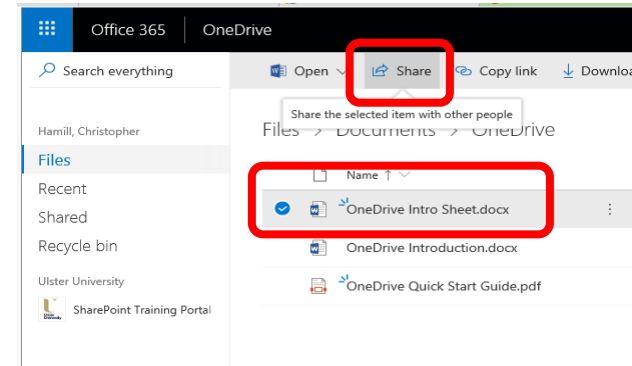 Office 365 OneDrive
Search everything Open Share Copy link
Share the selected item with other people
Hamill, Christopher Files > Documents > OneDrive
Files
Name ↑
Recent
OneDrive Intro Sheet.docx
Shared
Recycle bin OneDrive Introduction.docx
Ulster University OneDrive Quick Start Guide.pdf
SharePoint Training Portal